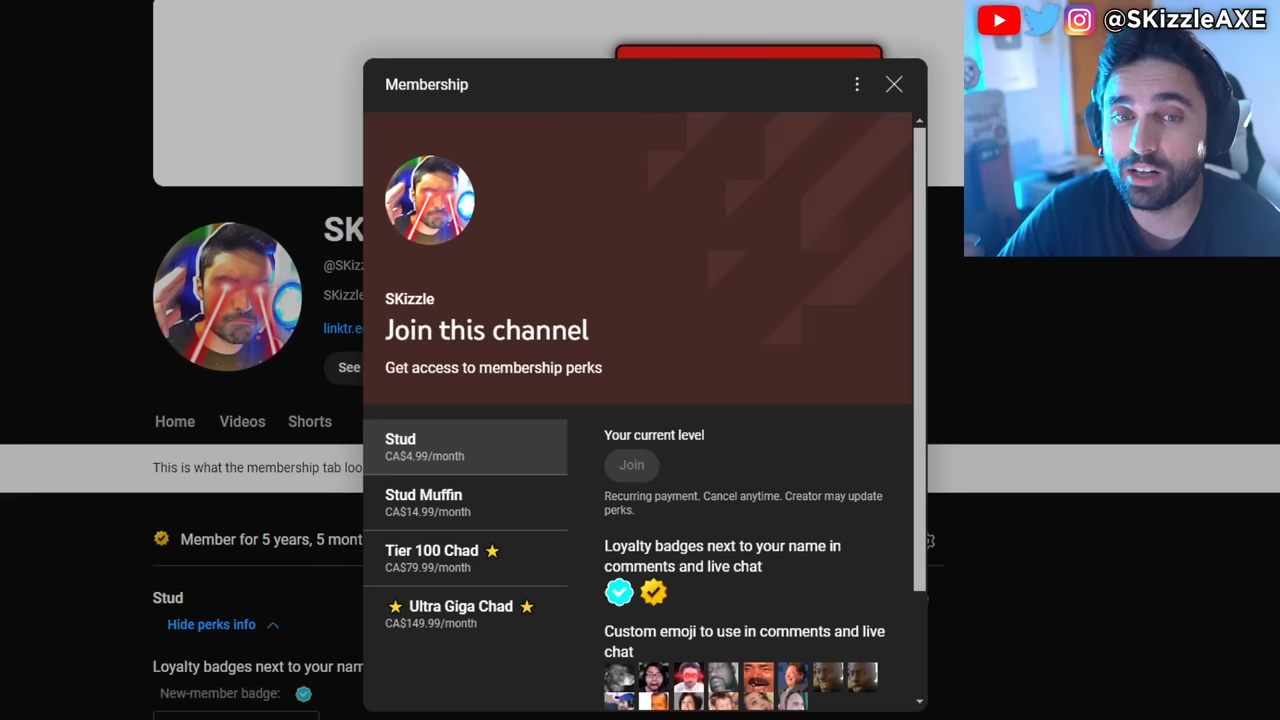 @SKizzleAXE
Membership
SK
@SKizz
SKizzle
linktr.e
See
Home Videos Shorts
This is what the membership tab loo
Member for 5 years, 5 mont
Stud
Hide perks info
Loyalty badges next to your nam
New-member badge:
SKizzle
Join this channel
Get access to membership perks
Stud
CA$4.99/month
Stud Muffin
CA$14.99/month
Tier 100 Chad
CA$79.99/month
Ultra Giga Chad
CA$149.99/month
Your current level
Join
Recurring payment. Cancel anytime. Creator may update
perks.
Loyalty badges next to your name in
comments and live chat
Custom emoji to use in comments and live
chat